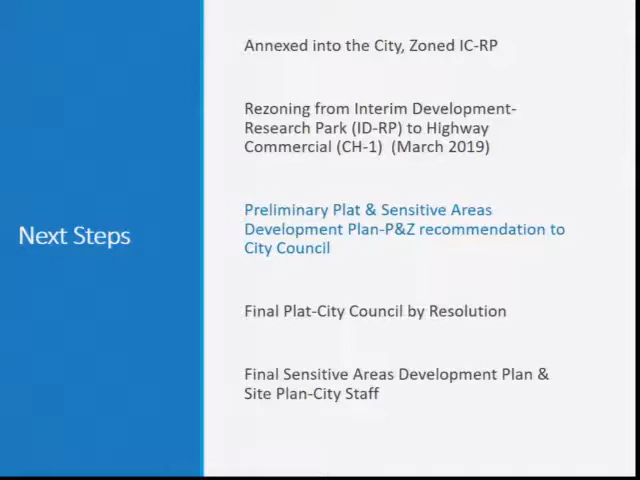 Next Steps
Annexed into the City, Zoned IC-RP
Rezoning from Interim Development-
Research Park (ID-RP) to Highway
Commercial (CH-1) (March 2019)
Preliminary Plat & Sensitive Areas
Development Plan-P&Z recommendation to
City Council
Final Plat-City Council by Resolution
Final Sensitive Areas Development Plan &
Site Plan-City Staff